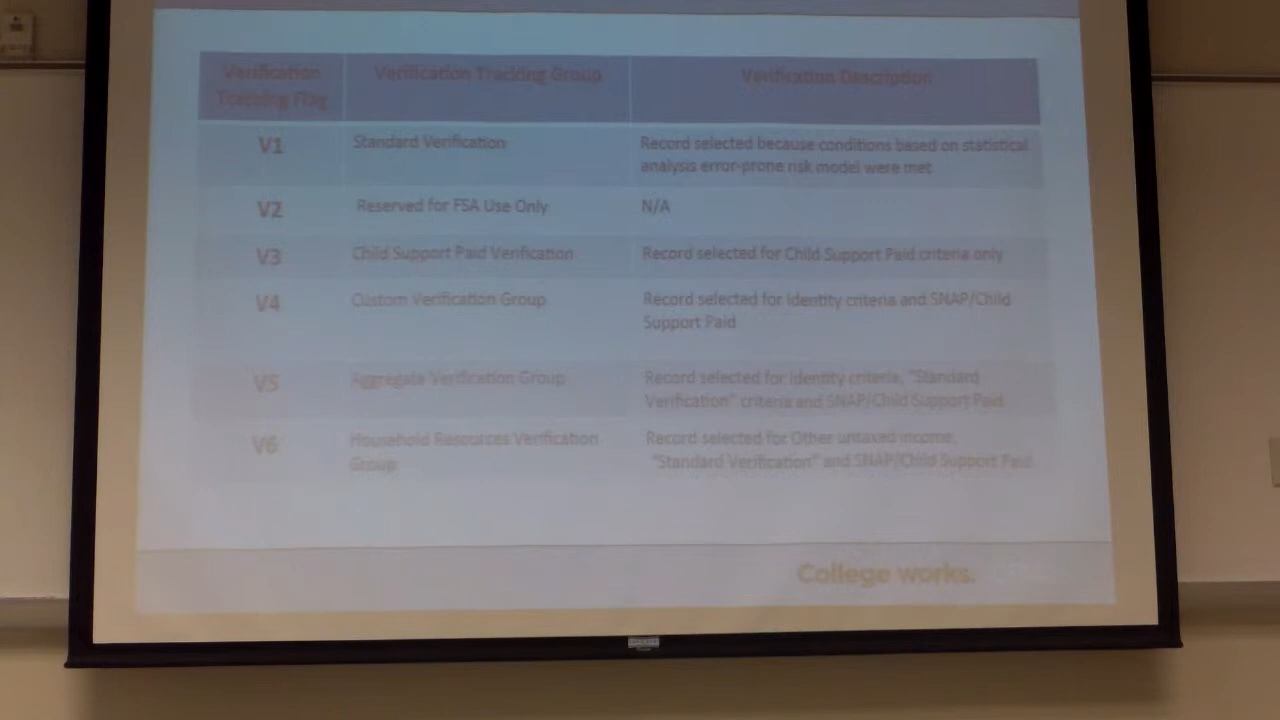 Verification Verification Tracking Group Verification Description
Tracking Flag
V1 Standard Verification Record selected because conditions based on statistical
analysis error-prone risk model were met
V2 Reserved for FSA Use Only N/A
V3 Child Support Paid Verification Record selected for Child Support Paid criteria only
V4 Custom Verification Group Record selected for Identity criteria and SNAP/Child
Support Paid
V5 Aggregate Verification Group Record selected for Identity criteria, "Standard
Verification" criteria and SNAP/Child Support Paid
V6 Household Resources Verification Record selected for Other untaxed income,
Group "Standard Verification" and SNAP/Child Support Paid
College works.